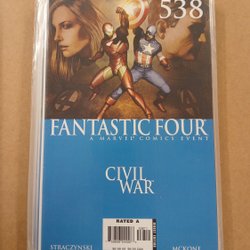 538
FANTASTIC FOUR
A MARVEL COMICS EVENT
CIVIL
WAR
RATED A
STRACZYNSKI
MCKONE